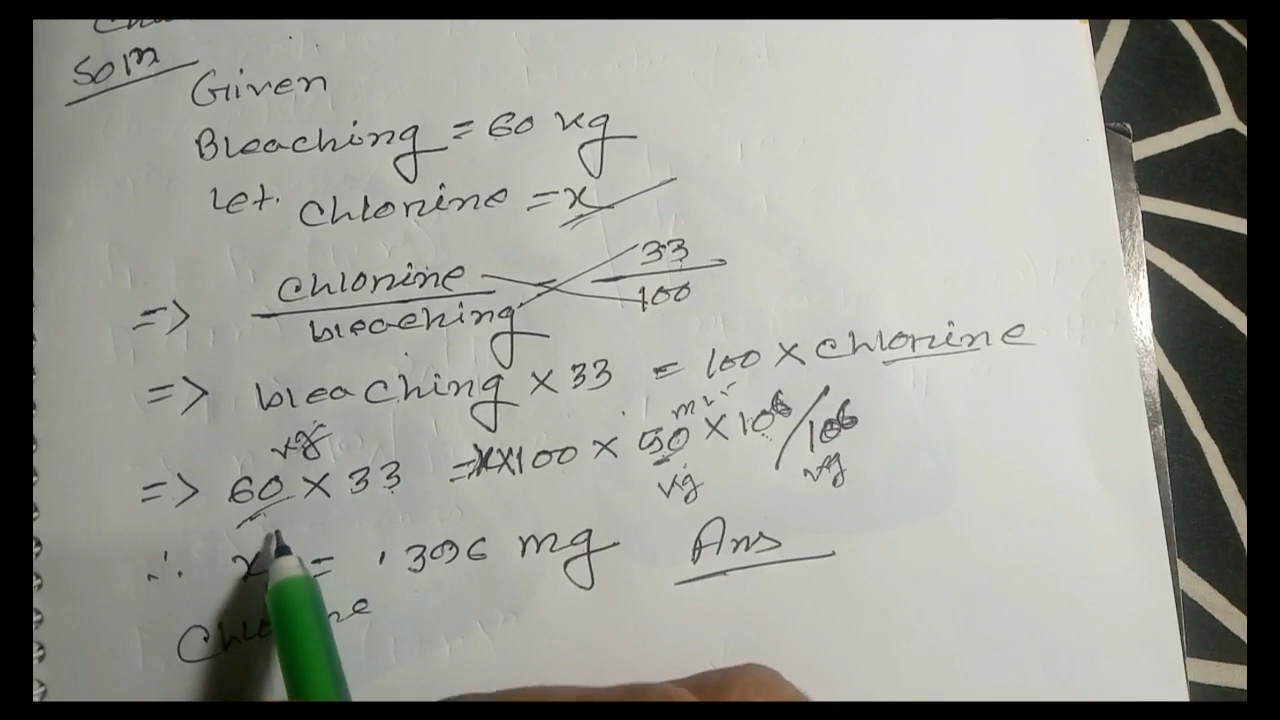 Soln
Given
Bleaching = 60 kg
Let. Chlorine = x
=> Chlorine / bleaching = 33 / 100
=> bleaching × 33 = 100 × Chlorine
=> 60 kg × 33 = x × 100 × 50 × 10⁶ / 10⁶
kg kg
∴ x = .396 mg Ans